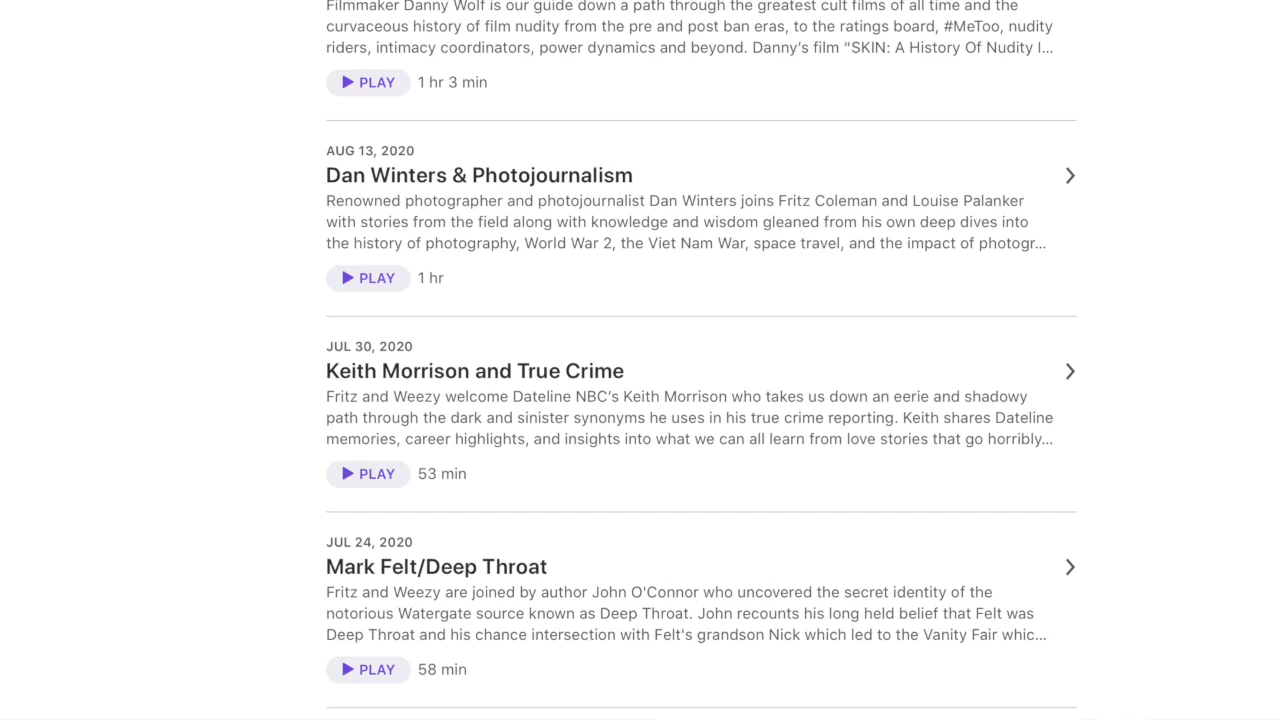 Filmmaker Danny Wolf is our guide down a path through the greatest cult films of all time and the
curvaceous history of film nudity from the pre and post ban eras, to the ratings board, #MeToo, nudity
riders, intimacy coordinators, power dynamics and beyond. Danny’s film “SKIN: A History Of Nudity I...
PLAY 1 hr 3 min
AUG 13, 2020
Dan Winters & Photojournalism
Renowned photographer and photojournalist Dan Winters joins Fritz Coleman and Louise Palanker
with stories from the field along with knowledge and wisdom gleaned from his own deep dives into
the history of photography, World War 2, the Viet Nam War, space travel, and the impact of photogr...
PLAY 1 hr
JUL 30, 2020
Keith Morrison and True Crime
Fritz and Weezy welcome Dateline NBC’s Keith Morrison who takes us down an eerie and shadowy
path through the dark and sinister synonyms he uses in his true crime reporting. Keith shares Dateline
memories, career highlights, and insights into what we can all learn from love stories that go horribly...
PLAY 53 min
JUL 24, 2020
Mark Felt/Deep Throat
Fritz and Weezy are joined by author John O'Connor who uncovered the secret identity of the
notorious Watergate source known as Deep Throat. John recounts his long held belief that Felt was
Deep Throat and his chance intersection with Felt's grandson Nick which led to the Vanity Fair whic...
PLAY 58 min